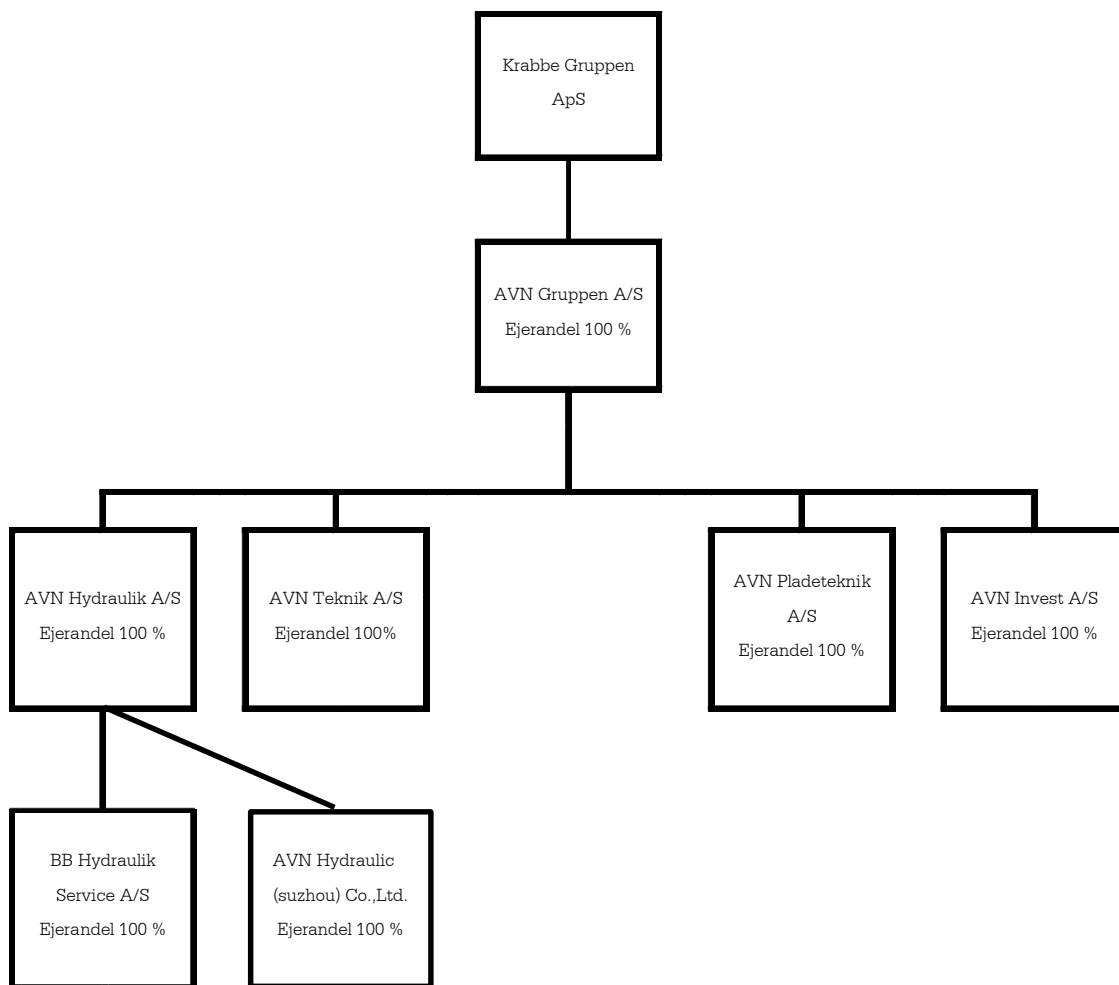 Krabbe Gruppen
ApS
AVN Gruppen A/S
Ejerandel 100 %
AVN Hydraulik A/S
Ejerandel 100 %
AVN Teknik A/S
Ejerandel 100%
AVN Pladeteknik
A/S
Ejerandel 100 %
AVN Invest A/S
Ejerandel 100 %
BB Hydraulik
Service A/S
Ejerandel 100 %
AVN Hydraulic
(suzhou) Co.,Ltd.
Ejerandel 100 %